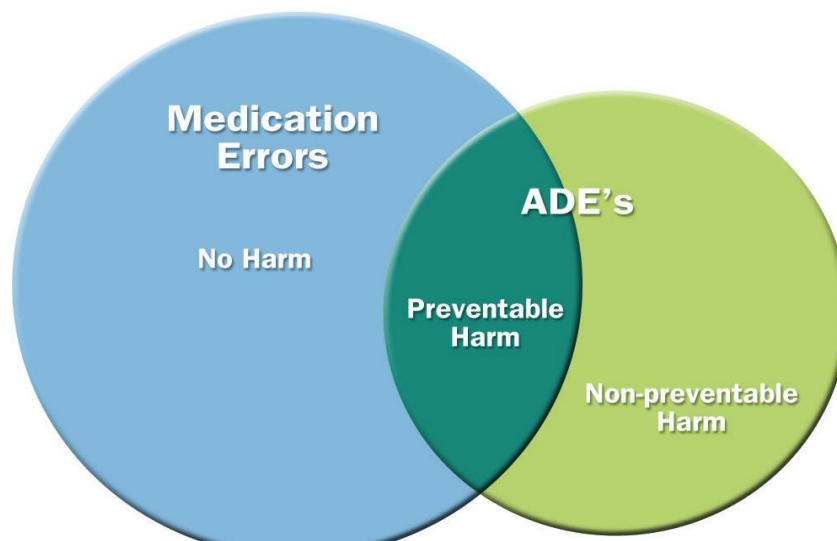 Medication
Errors
ADE's
No Harm
Preventable
Harm
Non-preventable
Harm